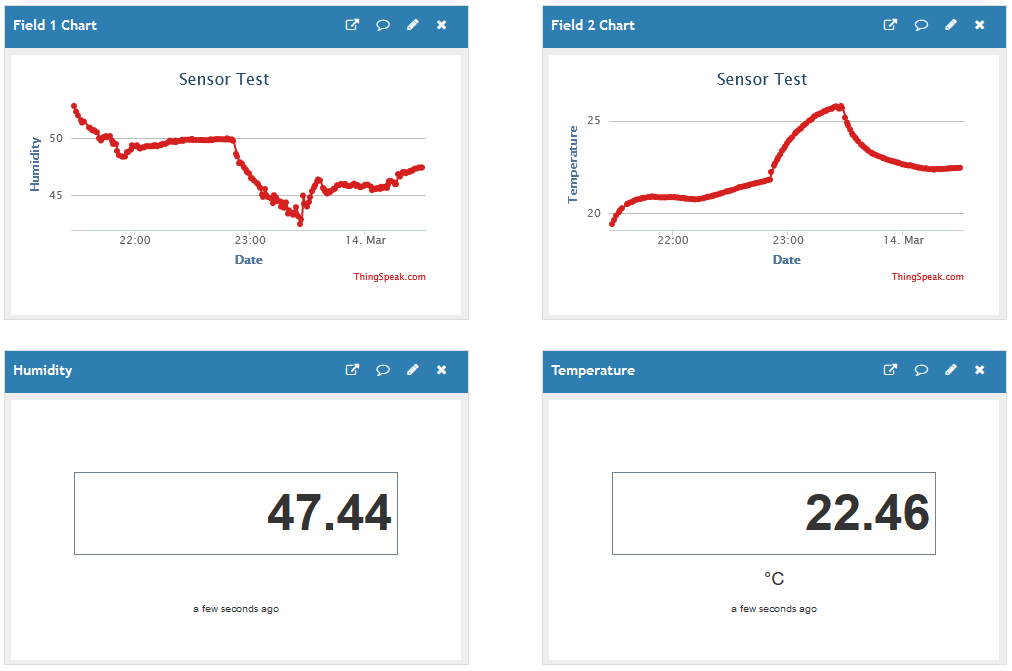 Field 1 Chart
Sensor Test
50
45
Humidity
22:00 23:00 14. Mar
Date
ThingSpeak.com
Field 2 Chart
Sensor Test
25
20
Temperature
22:00 23:00 14. Mar
Date
ThingSpeak.com
Humidity
47.44
a few seconds ago
Temperature
22.46
°C
a few seconds ago